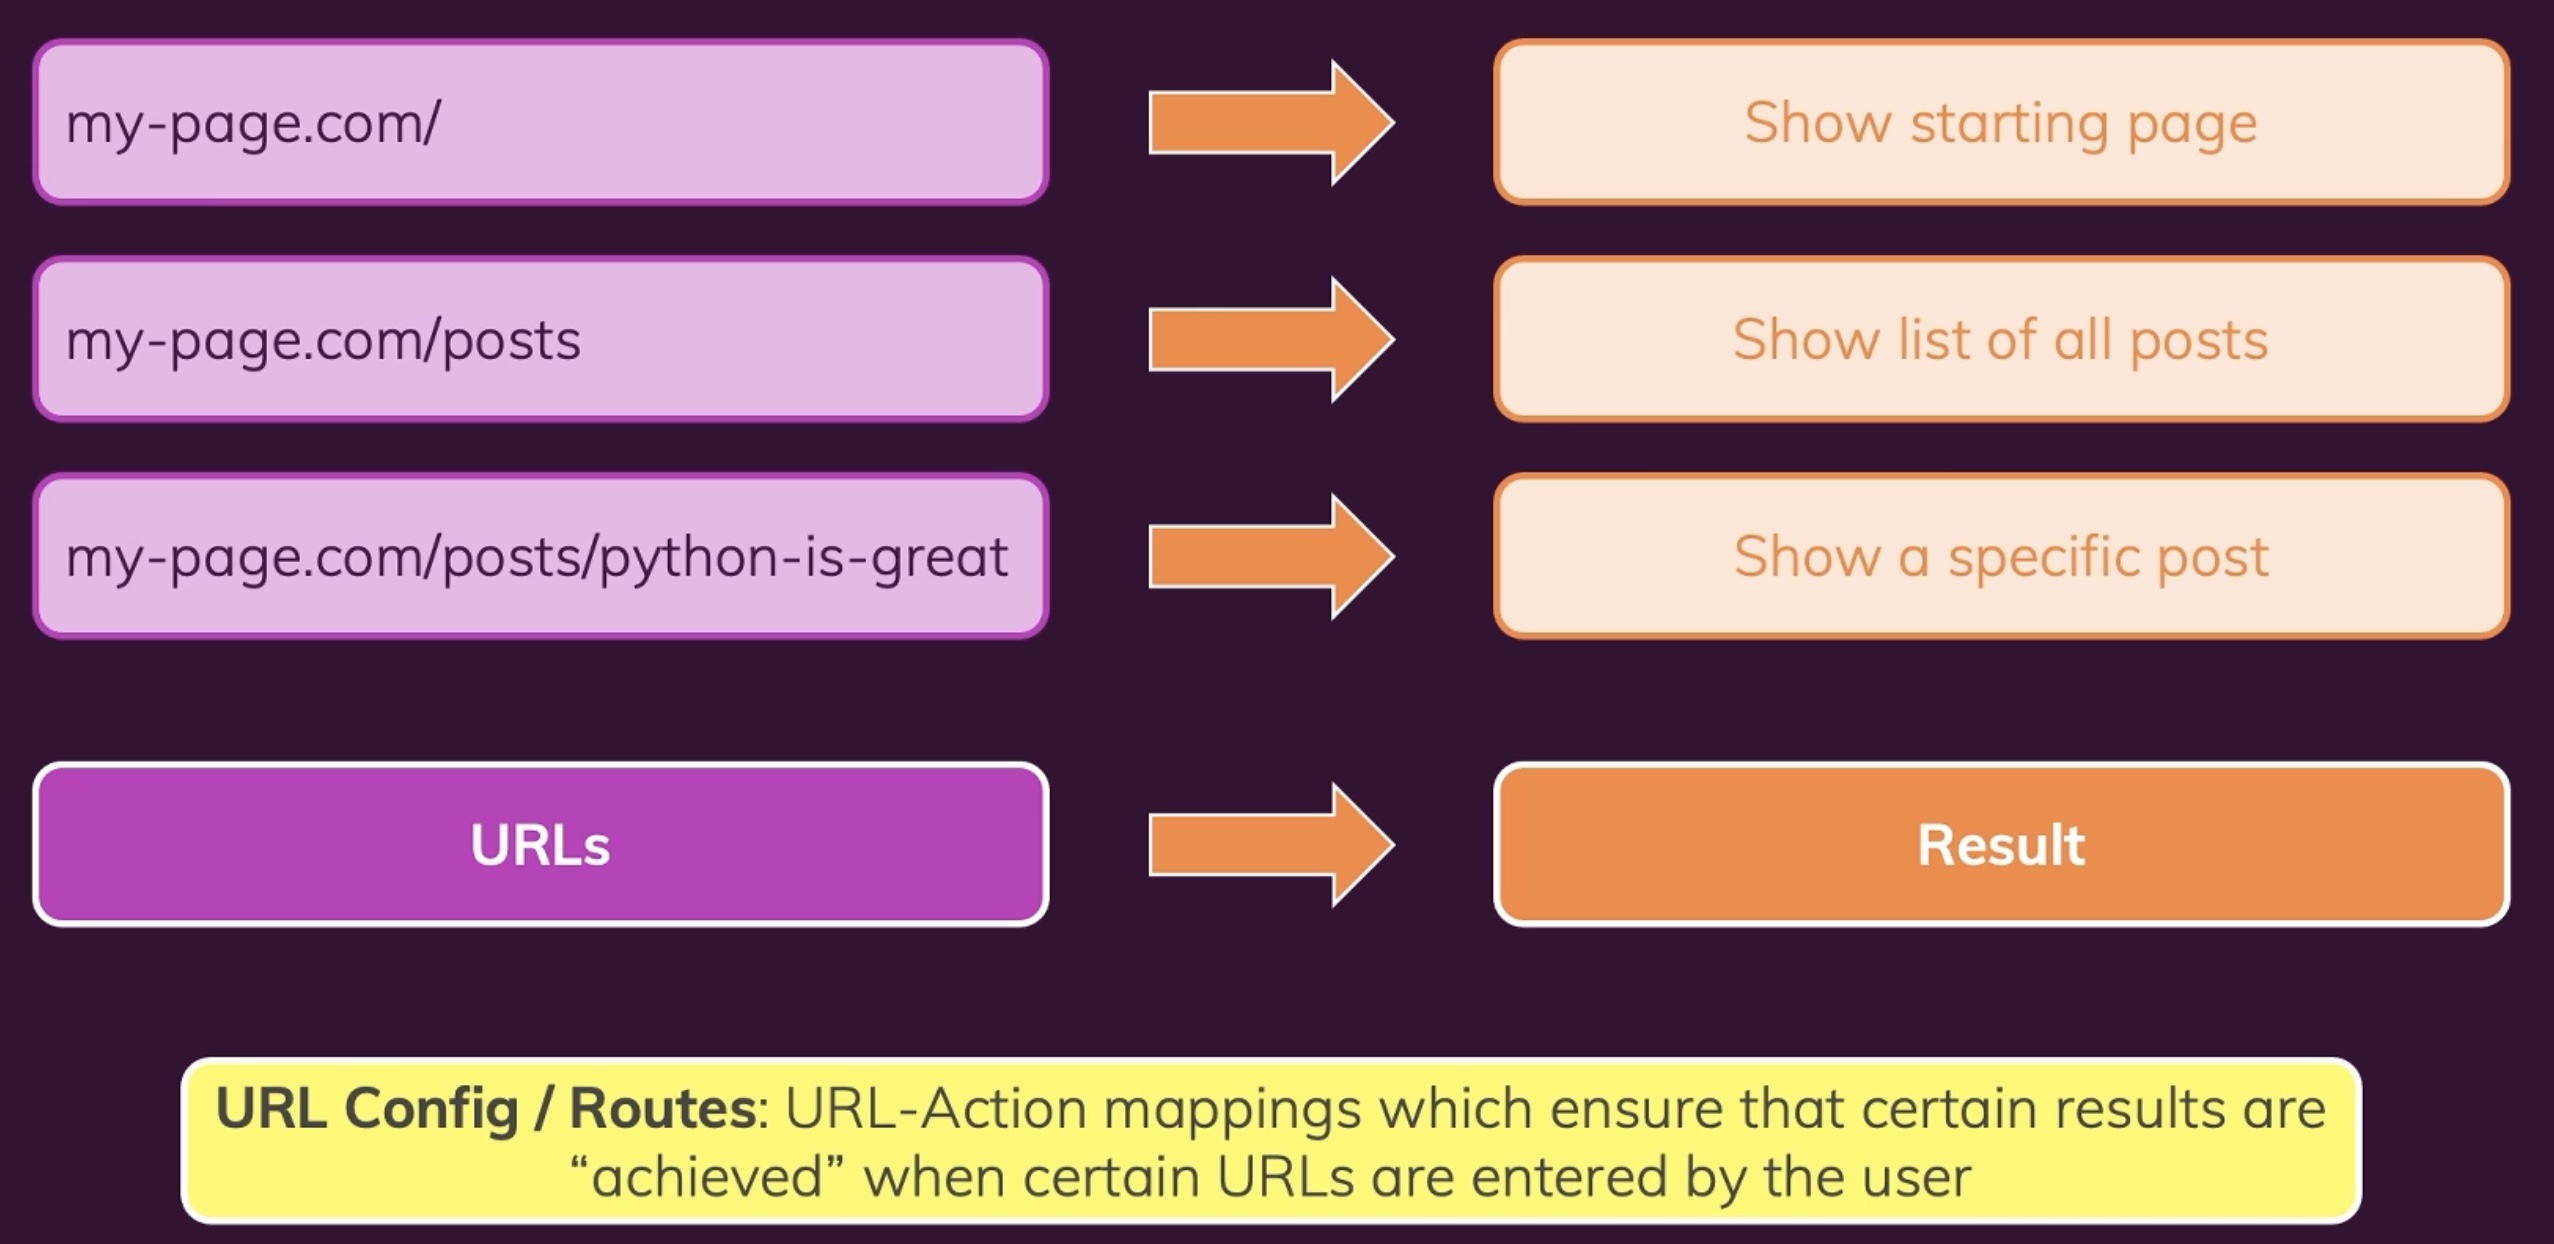 my-page.com/
Show starting page
my-page.com/posts
Show list of all posts
my-page.com/posts/python-is-great
Show a specific post
URLs
Result
URL Config / Routes: URL-Action mappings which ensure that certain results are
“achieved” when certain URLs are entered by the user